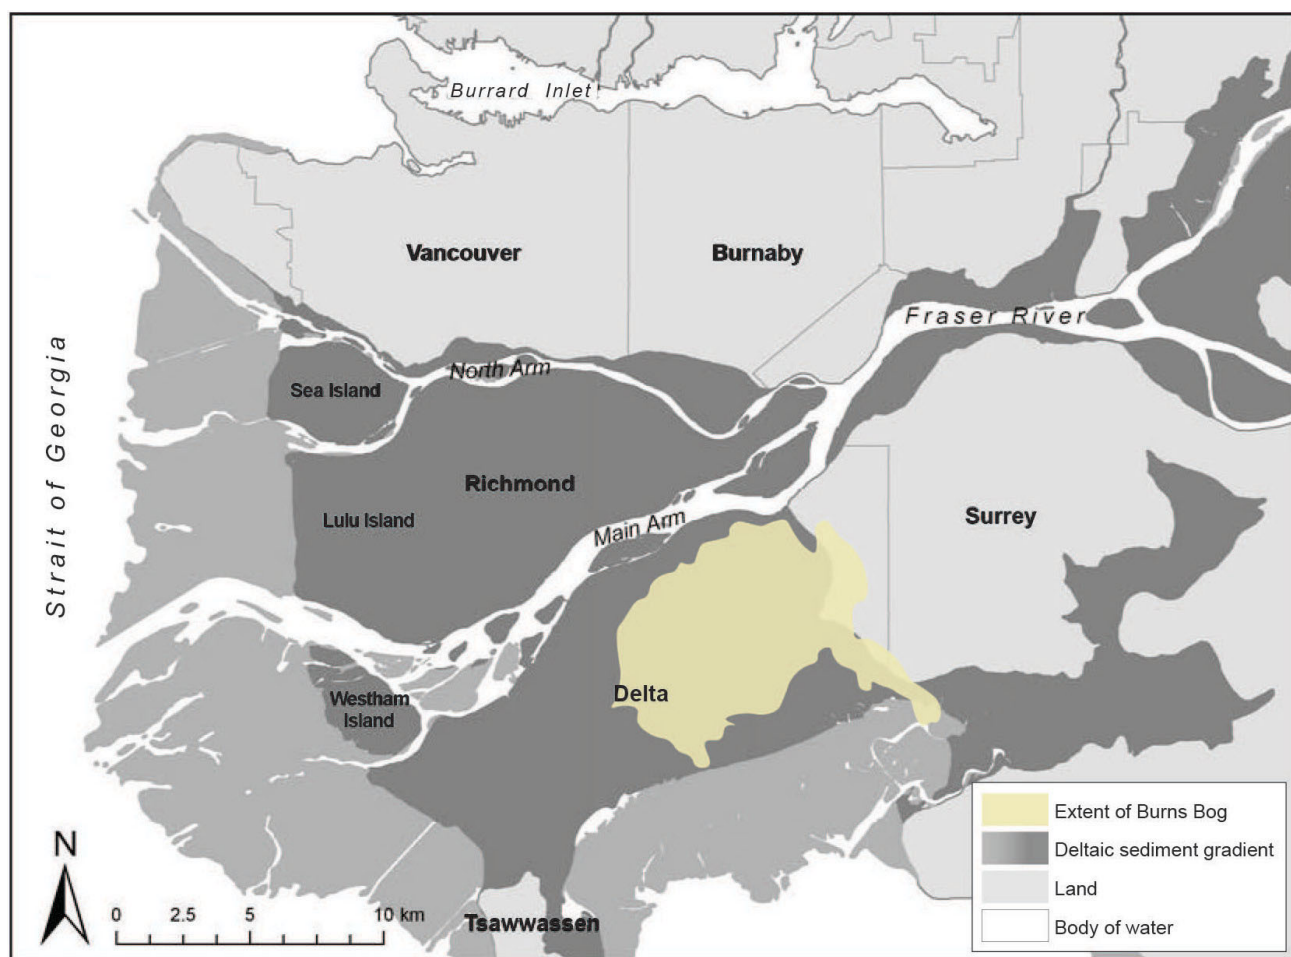 Burrard Inlet
Vancouver
Burnaby
Fraser River
North Arm
Sea Island
Strait of Georgia
Richmond
Lulu Island
Main Arm
Surrey
Delta
Westham
Island
Tsawwassen
N
0 2.5 5 10 km
Extent of Burns Bog
Deltaic sediment gradient
Land
Body of water